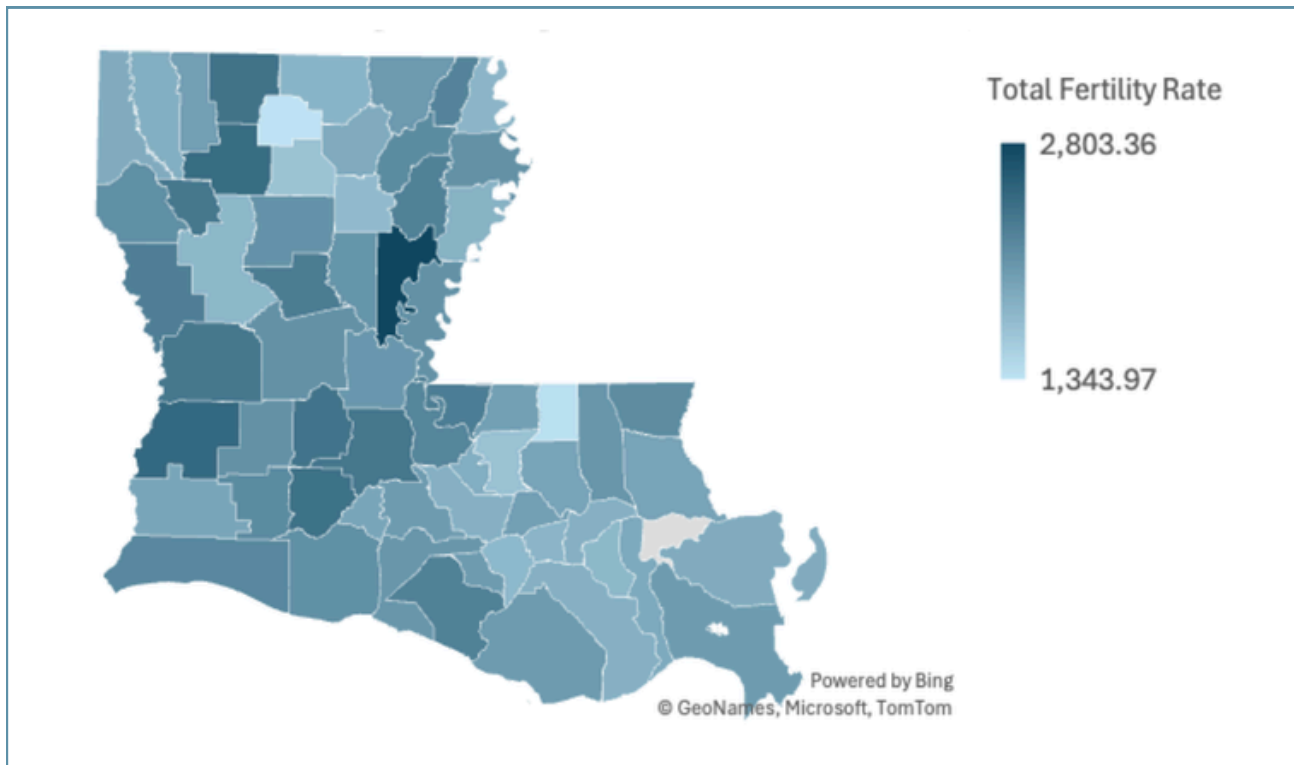 Total Fertility Rate
2,803.36
1,343.97
Powered by Bing
© GeoNames, Microsoft, TomTom